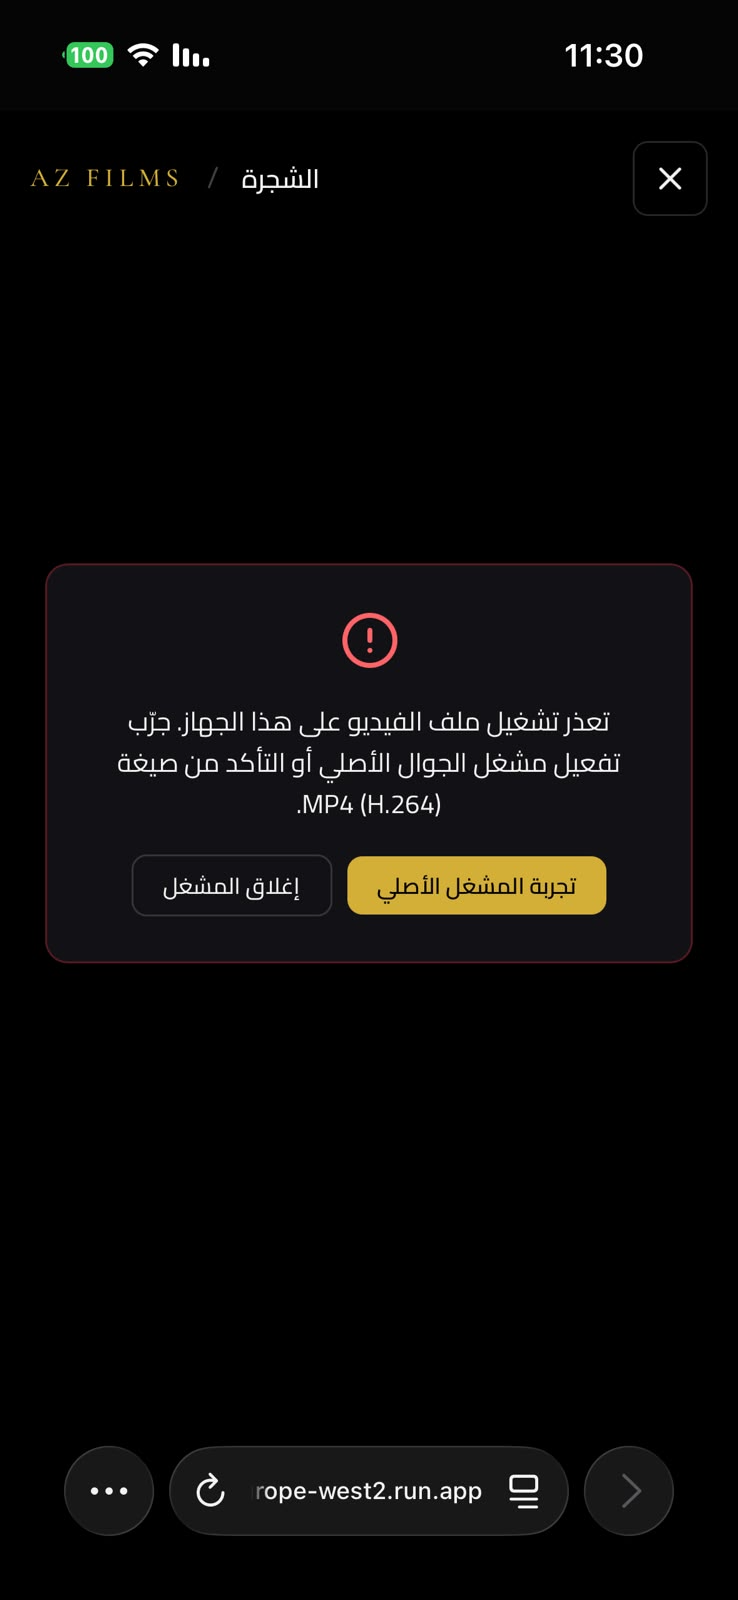 100
11:30
AZ FILMS / الشجرة
تعذر تشغيل ملف الفيديو على هذا الجهاز. جرّب
تفعيل مشغل الجوال الأصلي أو التأكد من صيغة
MP4 (H.264).
تجربة المشغل الأصلي
إغلاق المشغل
rope-west2.run.app